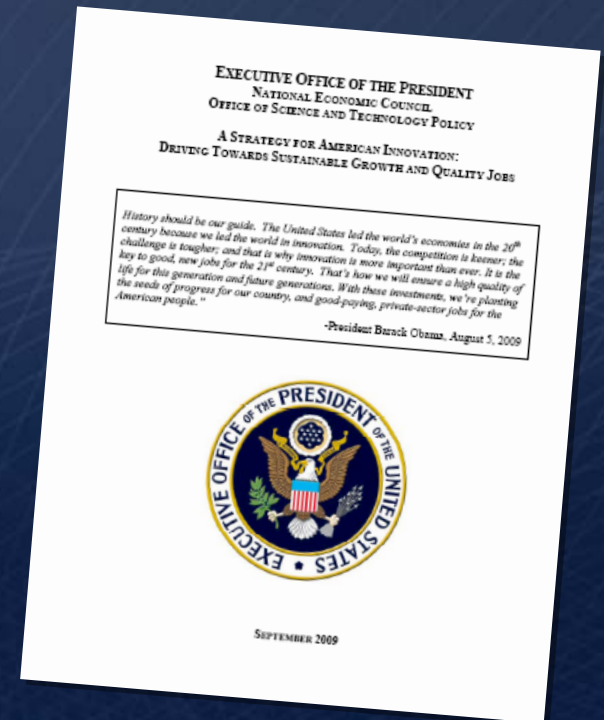 EXECUTIVE OFFICE OF THE PRESIDENT
NATIONAL ECONOMIC COUNCIL
OFFICE OF SCIENCE AND TECHNOLOGY POLICY
A STRATEGY FOR AMERICAN INNOVATION:
DRIVING TOWARDS SUSTAINABLE GROWTH AND QUALITY JOBS
History should be our guide. The United States led the world's economies in the 20th
century because we led the world in innovation. Today, the competition is keener; the
challenge is tougher; and that is why innovation is more important than ever. It is the
key to good, new jobs for the 21st century. That's how we will ensure a high quality of
life for this generation and future generations. With these investments, we're planting
the seeds of progress for our country, and good-paying, private-sector jobs for the
American people."
-President Barack Obama, August 5, 2009
EXECUTIVE OFFICE OF THE PRESIDENT OF THE UNITED STATES
SEPTEMBER 2009